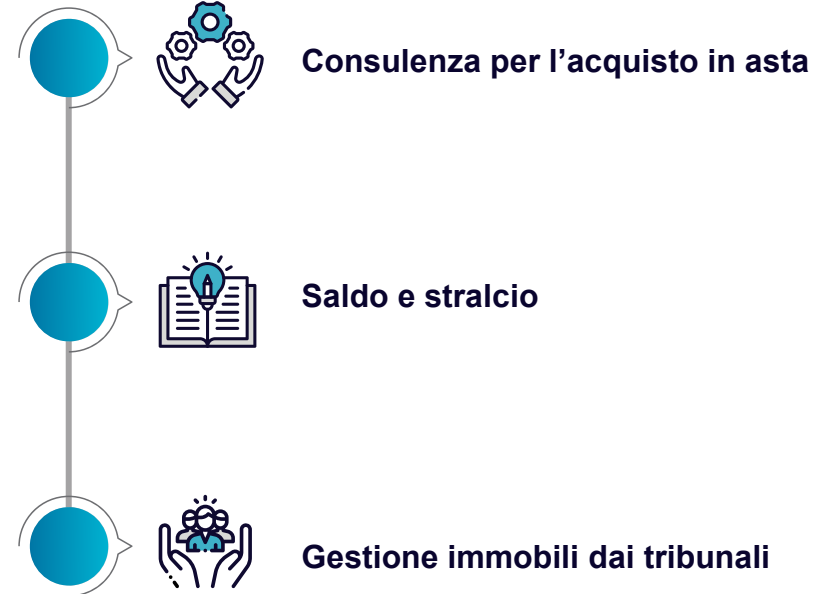 Consulenza per l’acquisto in asta
Saldo e stralcio
Gestione immobili dai tribunali